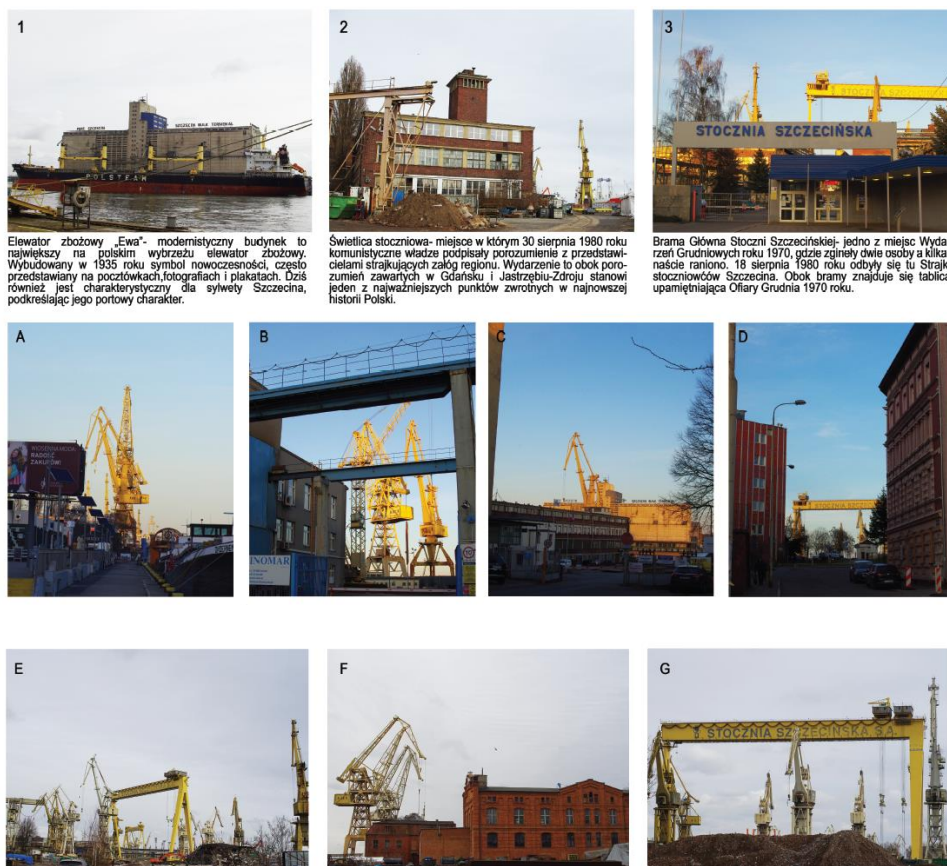 1
2
3
STOCZNIA SZCZECIŃSKA
POLSTEAM
STOCZNIA SZCZECIŃSKA
Elewator zbożowy „Ewa”- modernistyczny budynek to
największy na polskim wybrzeżu elewator zbożowy.
Wybudowany w 1935 roku symbol nowoczesności, często
przedstawiany na pocztówkach,fotografiach i plakatach. Dziś
również jest charakterystyczny dla sylwety Szczecina,
podkreślając jego portowy charakter.
Świetlica stoczniowa- miejsce w którym 30 sierpnia 1980 roku
komunistyczne władze podpisały porozumienie z przedstawi-
cielami strajkujących załóg regionu. Wydarzenie to obok poro-
zumień zawartych w Gdańsku i Jastrzębiu-Zdroju stanowi
jeden z najważniejszych punktów zwrotnych w najnowszej
historii Polski.
Brama Główna Stoczni Szczecińskiej- jedno z miejsc Wyda-
rzeń Grudniowych roku 1970, gdzie zginęły dwie osoby a kilka-
naście raniono. 18 sierpnia 1980 roku odbyły się tu Strajk
stoczniowców Szczecina. Obok bramy znajduje się tablica
upamiętniająca Ofiary Grudnia 1970 roku.
A
B
C
D
RADOŚĆ
ZAKUPÓW!
INOMAR
STOCZNIA SZCZECIŃSKA
E
F
G
STOCZNIA SZCZECIŃSKA S.A.